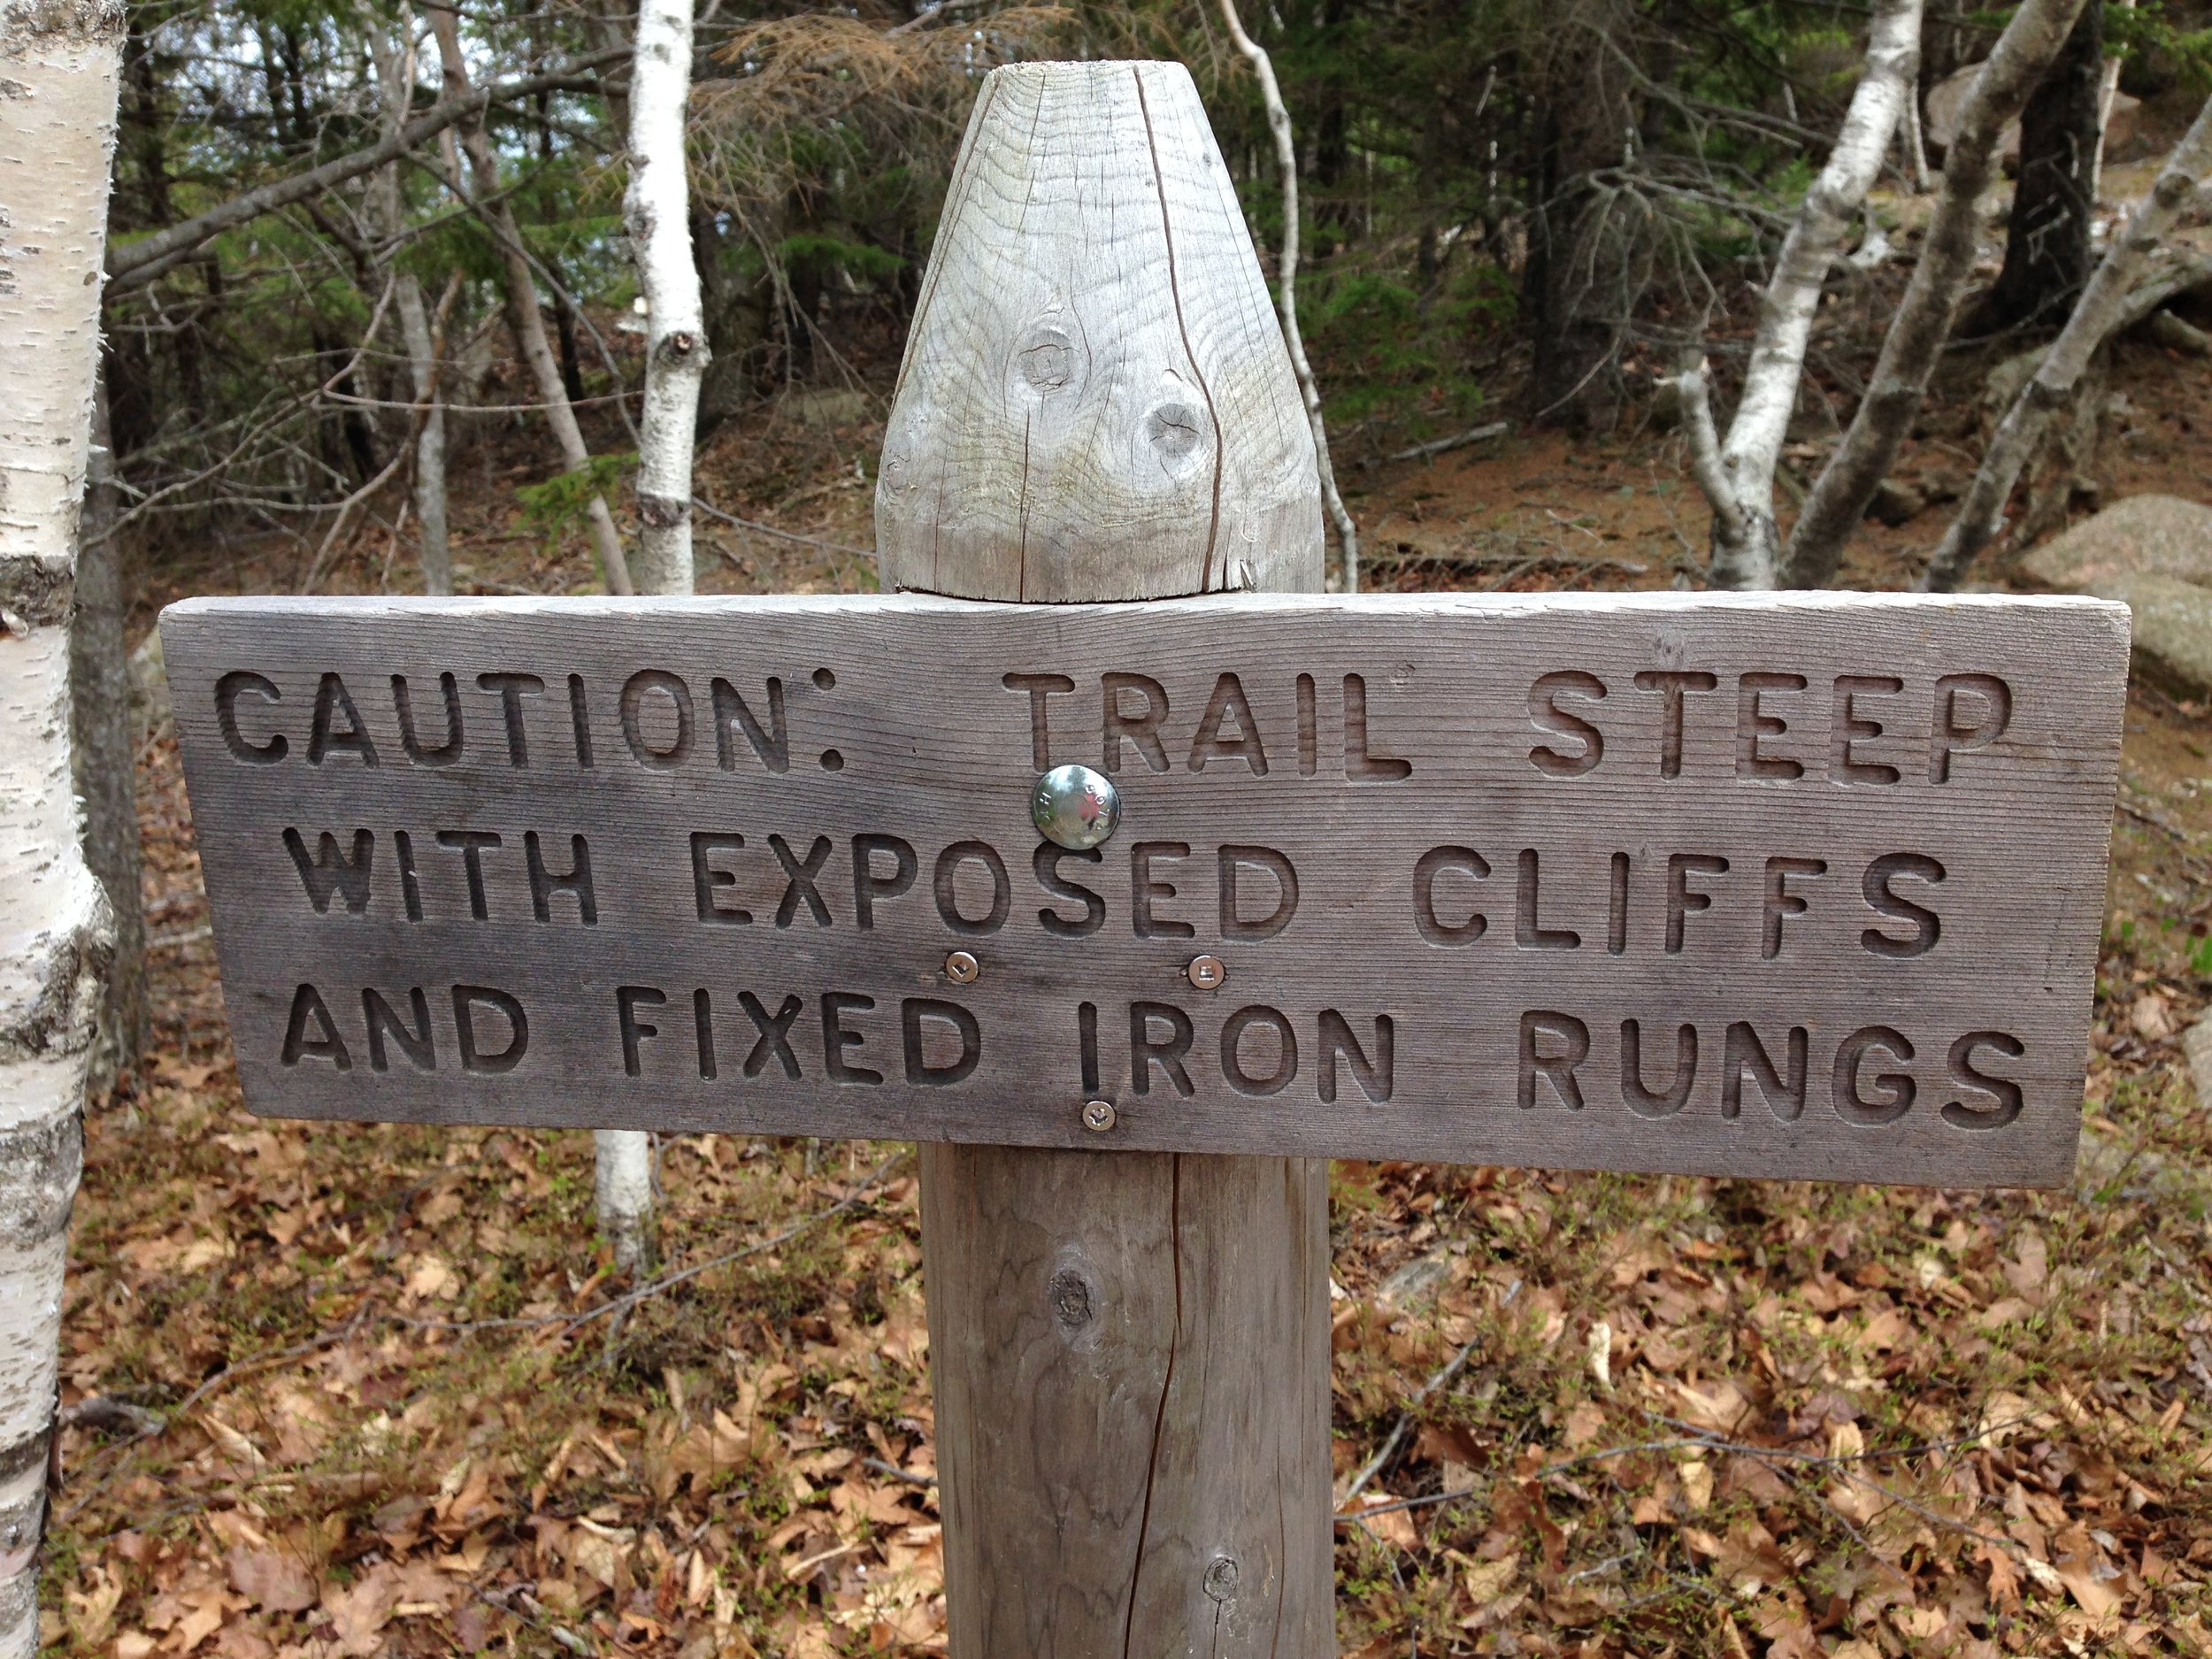 CAUTION: TRAIL STEEP
WITH EXPOSED CLIFFS
AND FIXED IRON RUNGS